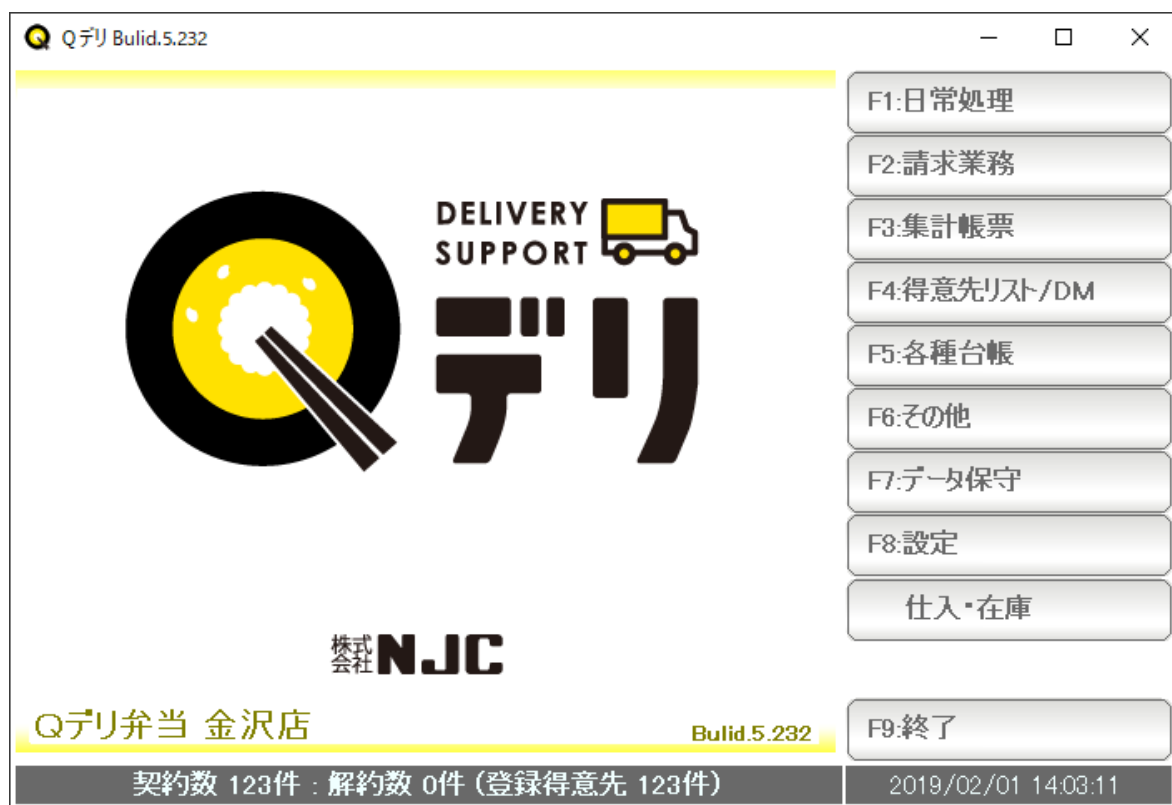 Qデリ Bulid.5.232
DELIVERY
SUPPORT
デリ
株式会社NJC
Qデリ弁当 金沢店
Bulid.5.232
F1:日常処理
F2:請求業務
F3:集計帳票
F4:得意先リスト/DM
F5:各種台帳
F6:その他
F7:データ保守
F8:設定
仕入・在庫
F9:終了
契約数 123件 : 解約数 0件 (登録得意先 123件)
2019/02/01 14:03:11